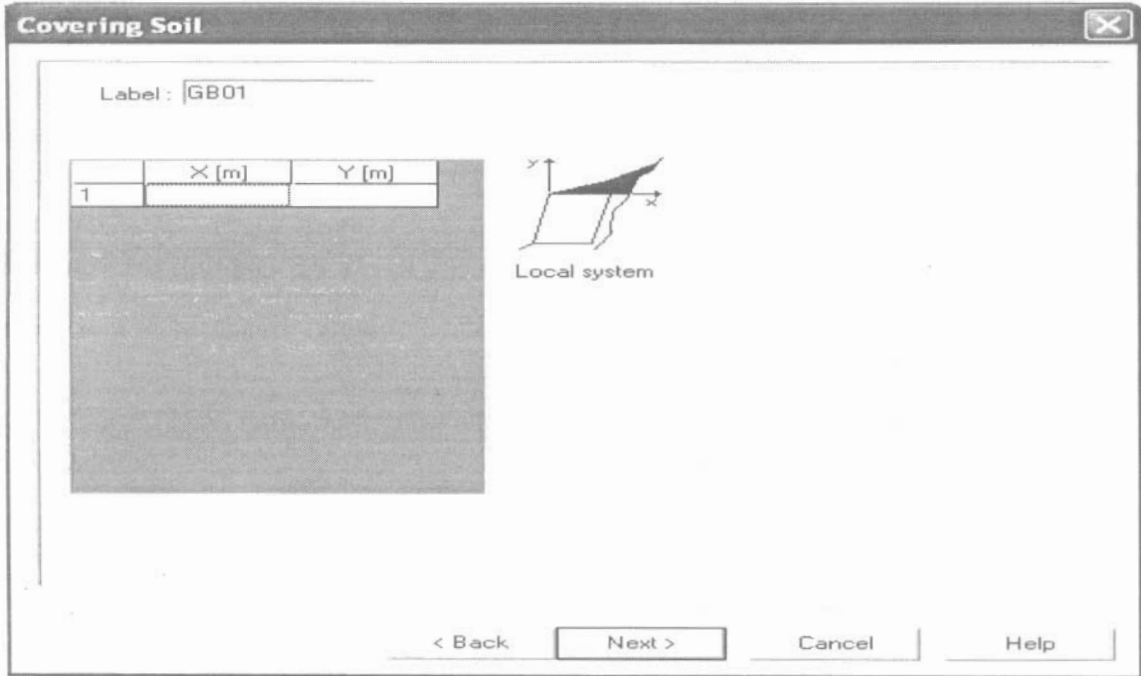 Covering Soil
Label : GB01
X [m] Y [m]
1
y
x
Local system
< Back Next > Cancel Help